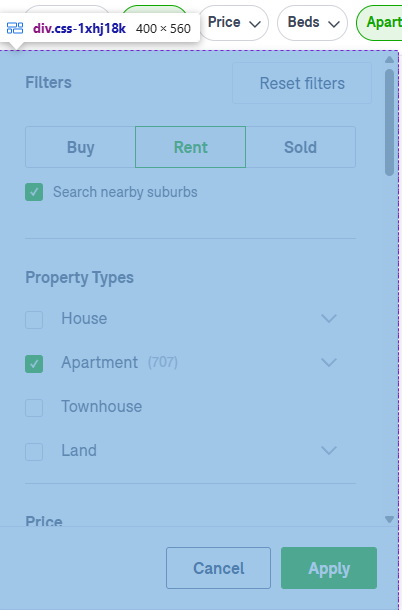 Price
Beds
Apart
div.css-1xhj18k 400 × 560
Filters
Reset filters
Buy
Rent
Sold
Search nearby suburbs
Property Types
House
Apartment (707)
Townhouse
Land
Price
Cancel
Apply